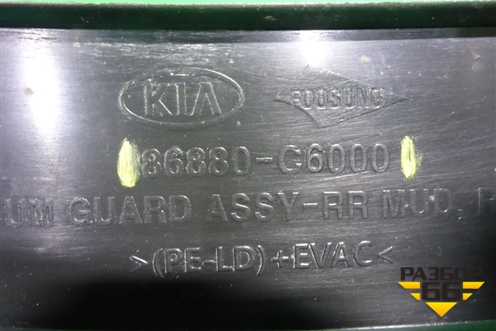 KIA FOOSUNG
86880-C6000
UM GUARD ASSY-RR MUD,
>(PE-LD)+EVAC<
РАЗБОР
66